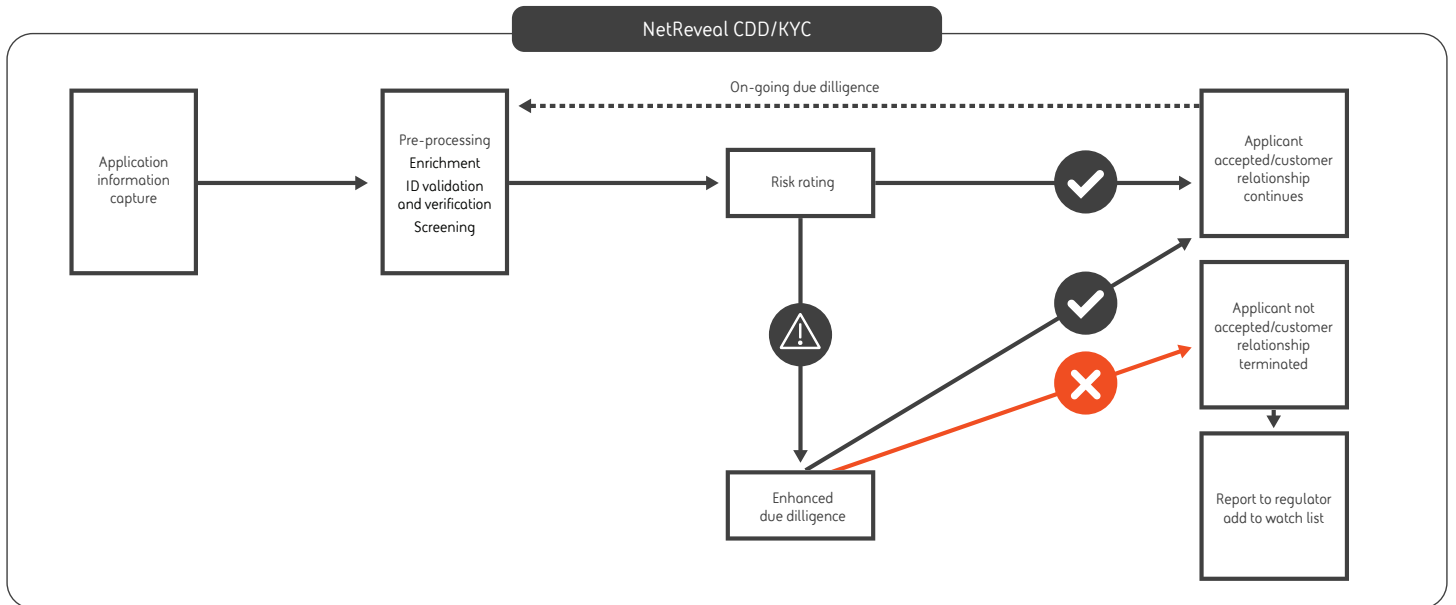 NetReveal CDD/KYC
On-going due dilligence
Application
information
capture
Pre-processing
Enrichment
ID validation
and verification
Screening
Risk rating
Applicant
accepted/customer
relationship
continues
Applicant not
accepted/customer
relationship
terminated
Enhanced
due dilligence
Report to regulator
add to watch list